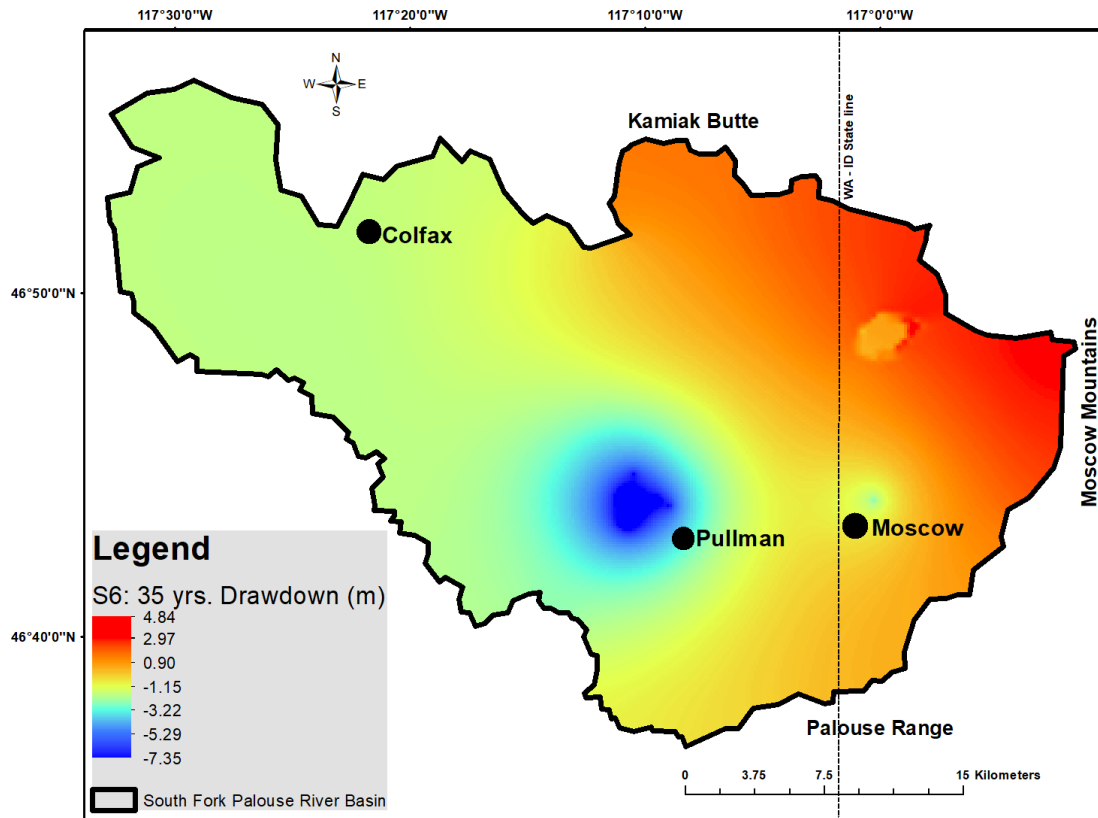 117°30'0"W 117°20'0"W 117°10'0"W 117°0'0"W
N
W E
S
Kamiak Butte
WA - ID State line
Colfax
46°50'0"N
Moscow Mountains
Moscow
Pullman
Legend
S6: 35 yrs. Drawdown (m)
4.84
2.97
0.90
-1.15
-3.22
-5.29
-7.35
South Fork Palouse River Basin
46°40'0"N
Palouse Range
0 3.75 7.5 15 Kilometers